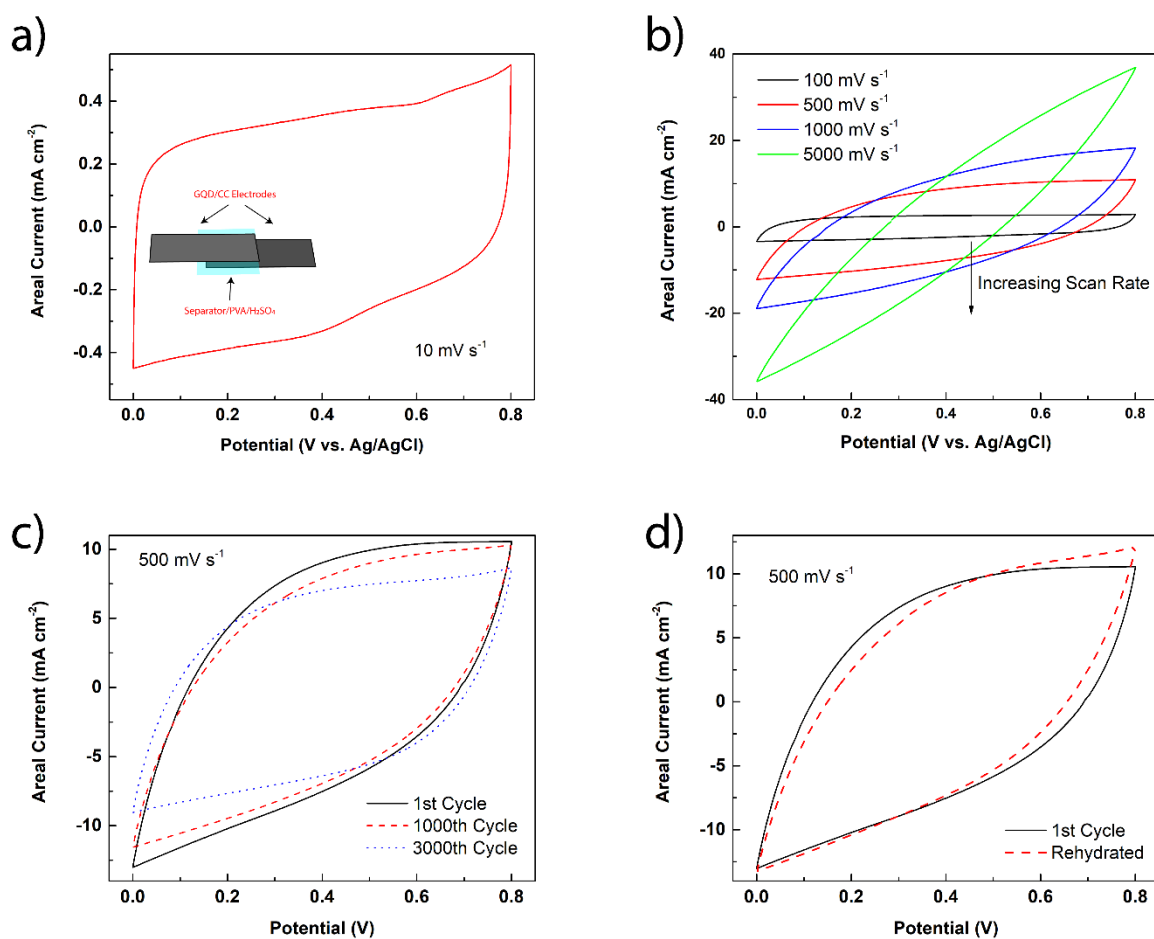 a)
0.4
0.2
0.0
-0.2
-0.4
Areal Current (mA cm⁻²)
GQD/CC Electrodes
Separator/PVA/H₂SO₄
10 mV s⁻¹
0.0 0.2 0.4 0.6 0.8
Potential (V vs. Ag/AgCl)
b)
40
20
0
-20
-40
Areal Current (mA cm⁻²)
100 mV s⁻¹
500 mV s⁻¹
1000 mV s⁻¹
5000 mV s⁻¹
Increasing Scan Rate
0.0 0.2 0.4 0.6 0.8
Potential (V vs. Ag/AgCl)
c)
500 mV s⁻¹
10
5
0
-5
-10
Areal Current (mA cm⁻²)
1st Cycle
1000th Cycle
3000th Cycle
0.0 0.2 0.4 0.6 0.8
Potential (V)
d)
500 mV s⁻¹
10
5
0
-5
-10
Areal Current (mA cm⁻²)
1st Cycle
Rehydrated
0.0 0.2 0.4 0.6 0.8
Potential (V)